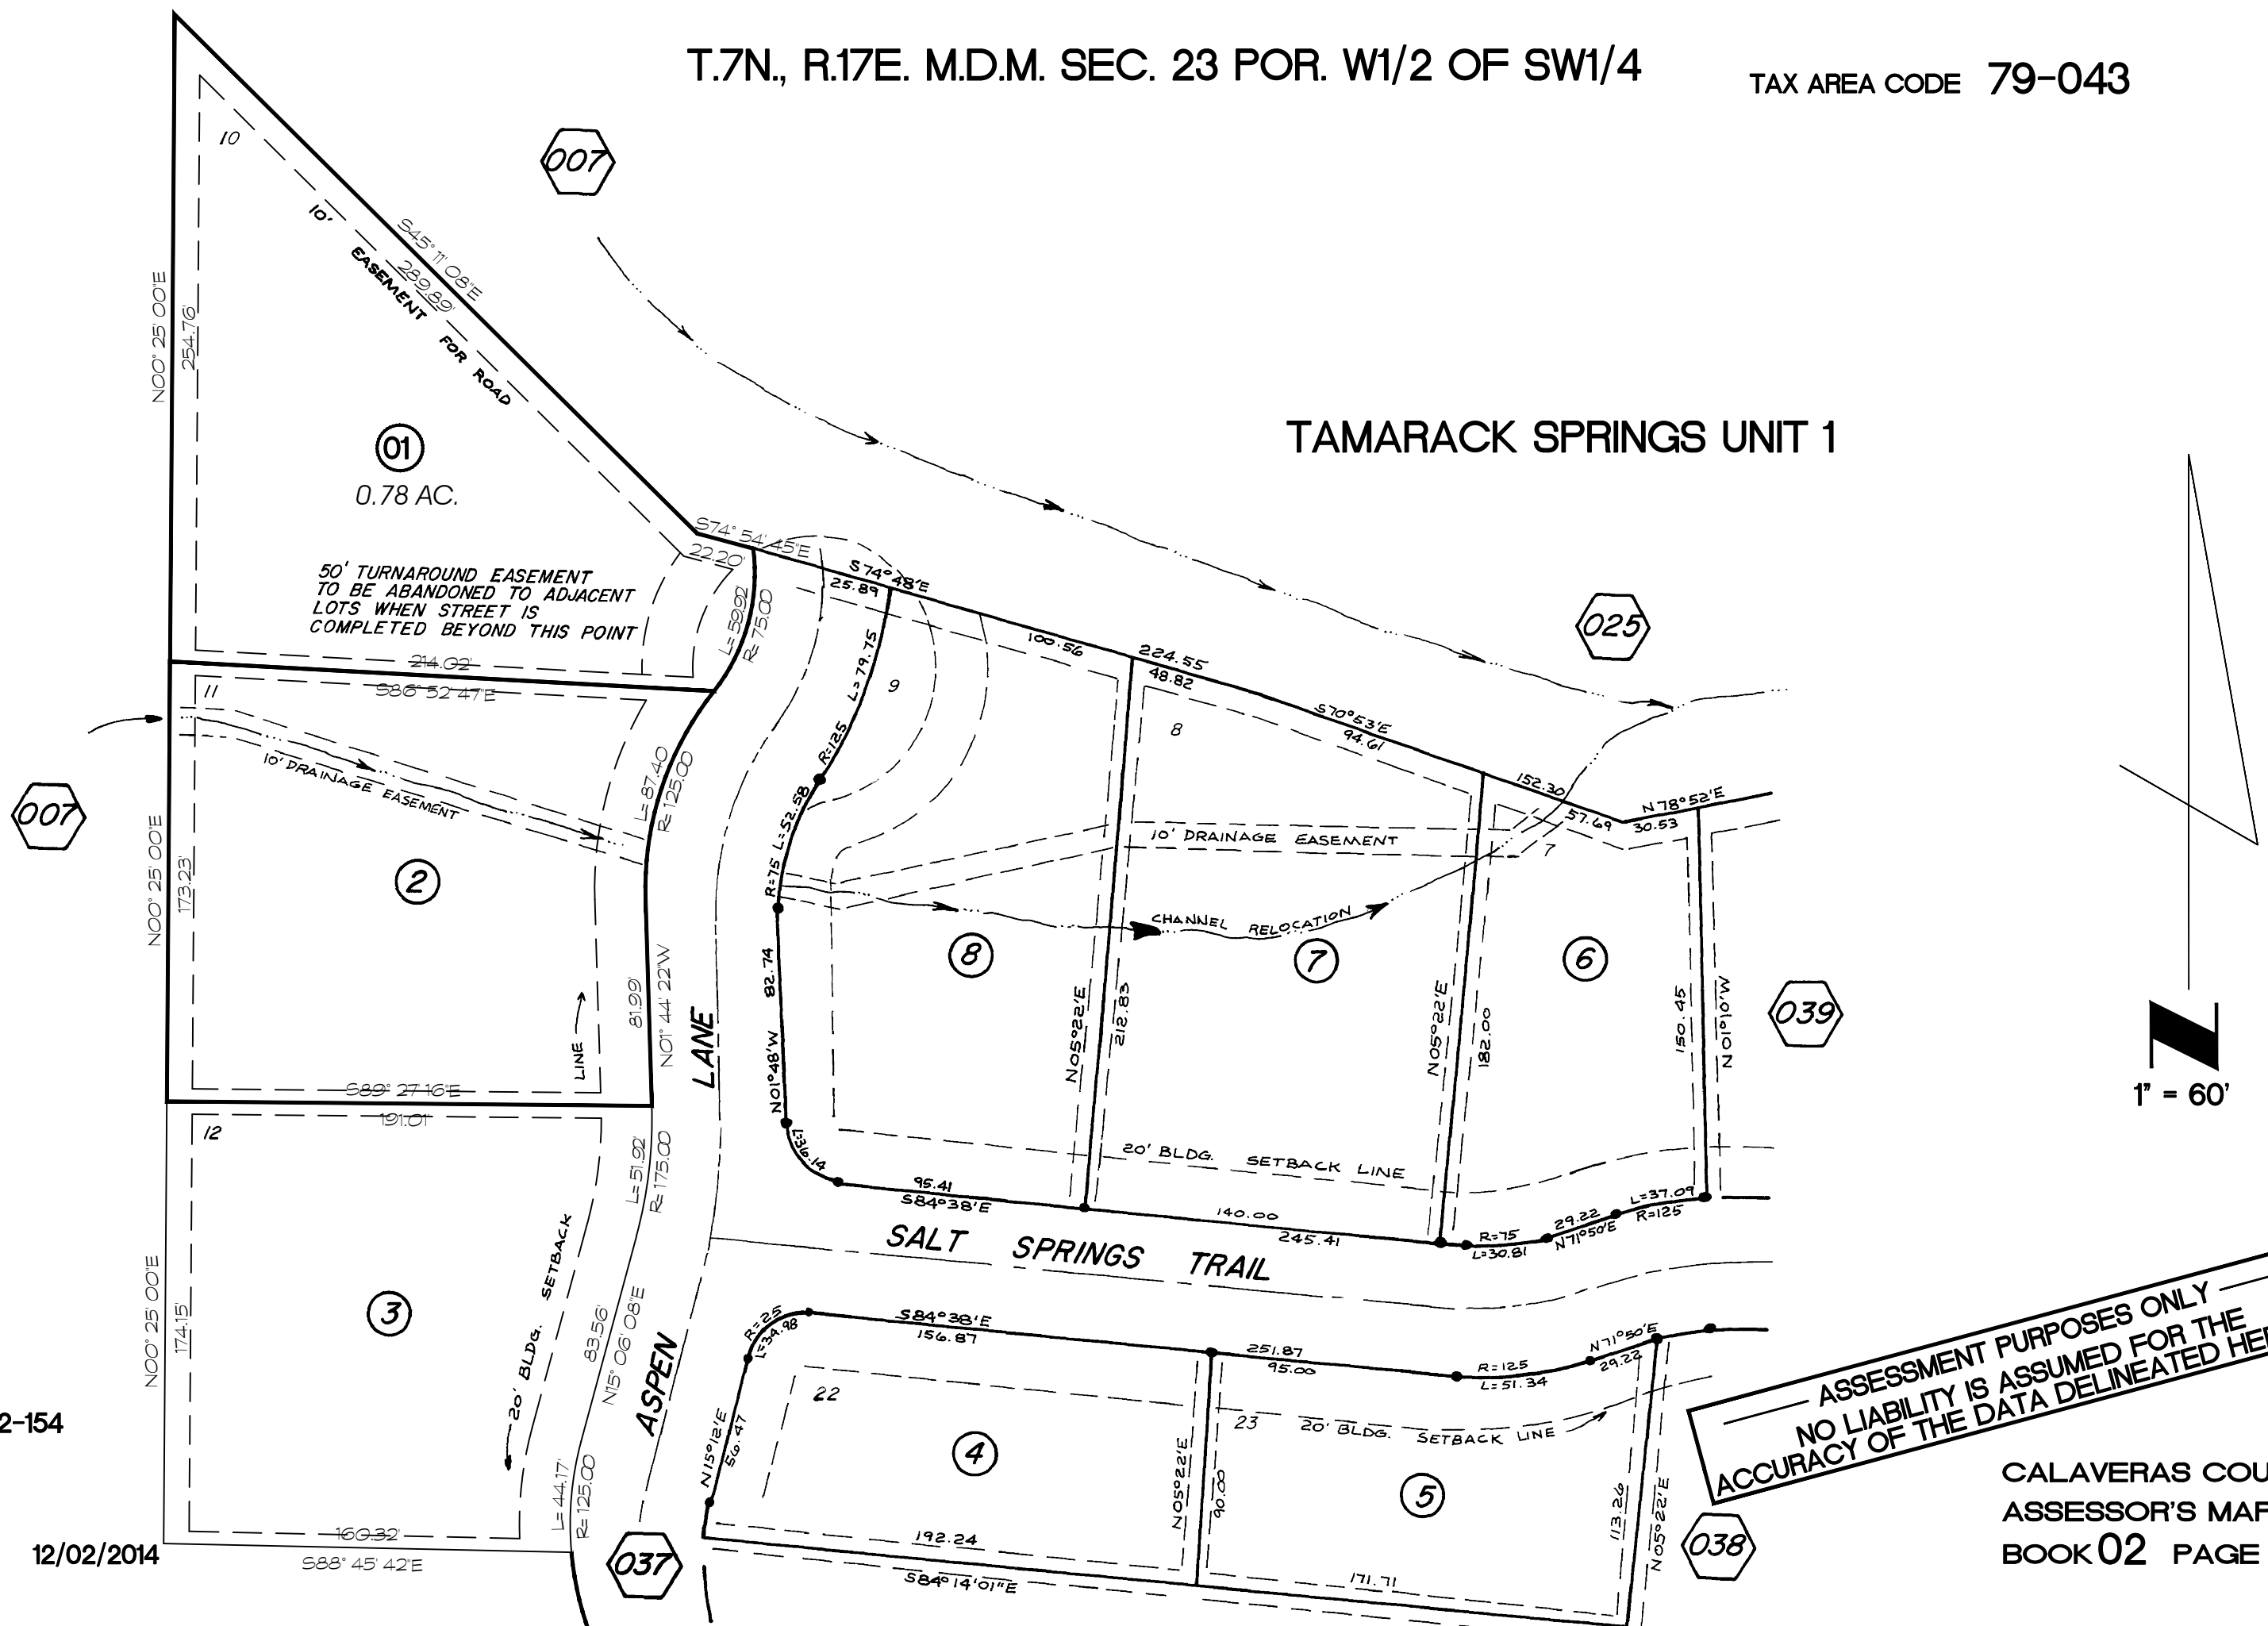 T.7N., R.17E. M.D.M. SEC. 23 POR. W1/2 OF SW1/4
TAX AREA CODE 79-043
007
TAMARACK SPRINGS UNIT 1
10
S45° 11' 08"E
289.89'
10' EASEMENT FOR ROAD
N00° 25' 00"E
254.76'
01
0.78 AC.
50' TURNAROUND EASEMENT
TO BE ABANDONED TO ADJACENT
LOTS WHEN STREET IS
COMPLETED BEYOND THIS POINT
214.02'
S86° 52' 47"E
S74° 54' 45"E
22.20'
L= 59.92'
R= 75.00
S74°48'E
25.89
L=79.75
R=125
9
100.56
224.55
48.82
8
S70°53'E
94.61
025
152.30
57.69
N78°52'E
30.53
7
11
10' DRAINAGE EASEMENT
007
L= 87.40
R= 125.00
N00° 25' 00"E
173.23'
2
81.99'
N01° 44' 22"W
LINE
S89° 27' 16"E
191.01'
L=52.58
R=75
82.74
N01°48'W
L=36.14
10' DRAINAGE EASEMENT
CHANNEL RELOCATION
8
7
6
N05°22'E
212.83
N05°22'E
182.00
150.45
N01°01'W
039
1" = 60'
20' BLDG. SETBACK LINE
95.41
S84°38'E
140.00
245.41
R=75
L=30.81
29.22
N71°50'E
L=37.09
R=125
LANE
ASPEN
SALT SPRINGS TRAIL
12
L= 51.92'
R= 175.00
N00° 25' 00"E
174.15'
3
20' BLDG. SETBACK
83.56'
N15° 06' 08"E
L= 44.17'
R= 125.00
160.32'
S88° 45' 42"E
2-154
12/02/2014
037
R=25
L=34.98
S84°38'E
156.87
251.87
95.00
R=125
L=51.34
N71°50'E
29.22
22
23
20' BLDG. SETBACK LINE
N15°12'E
56.47
4
N05°22'E
90.00
5
113.26
N05°22'E
192.24
S84°14'01"E
171.71
038
ASSESSMENT PURPOSES ONLY
NO LIABILITY IS ASSUMED FOR THE
ACCURACY OF THE DATA DELINEATED HE
CALAVERAS COU
ASSESSOR'S MAP
BOOK 02 PAGE